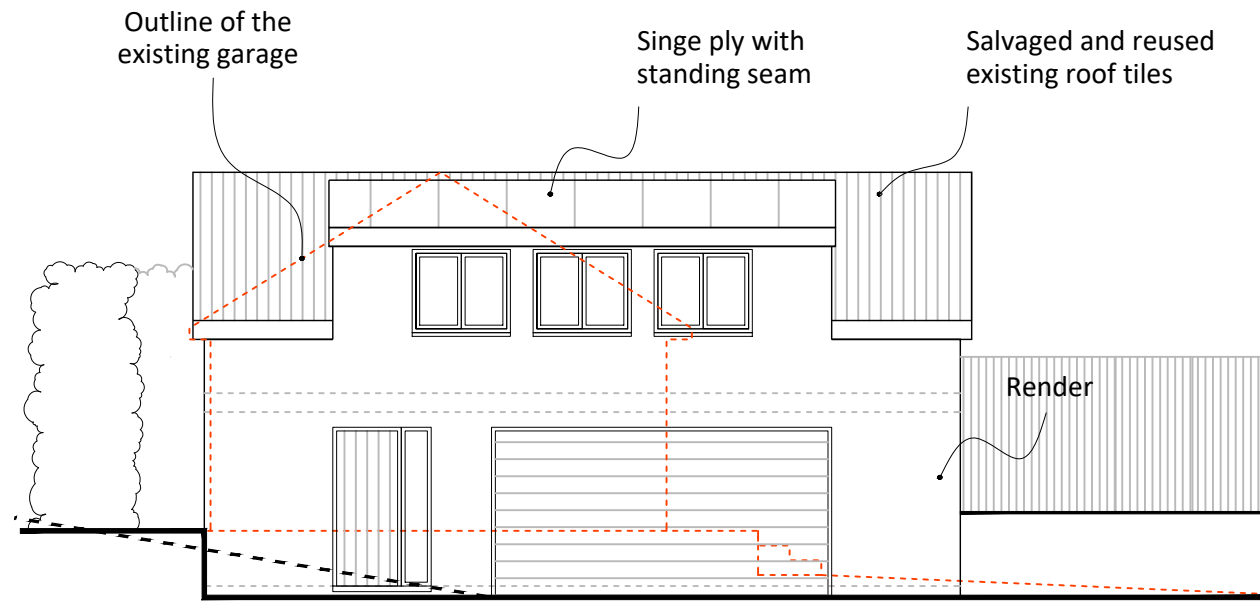 Outline of the
existing garage
Singe ply with
standing seam
Salvaged and reused
existing roof tiles
Render